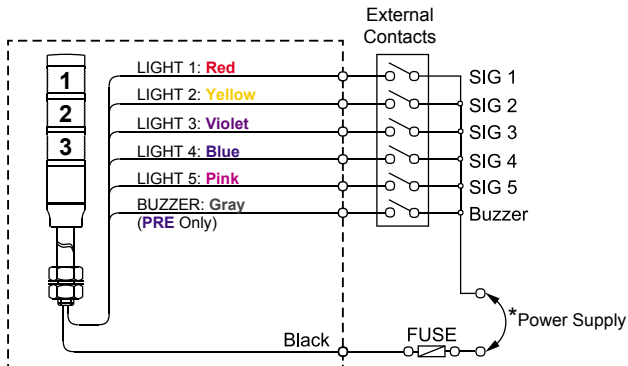 External
Contacts
1
2
3
LIGHT 1: Red
LIGHT 2: Yellow
LIGHT 3: Violet
LIGHT 4: Blue
LIGHT 5: Pink
BUZZER: Gray
(PRE Only)
SIG 1
SIG 2
SIG 3
SIG 4
SIG 5
Buzzer
*Power Supply
Black
FUSE